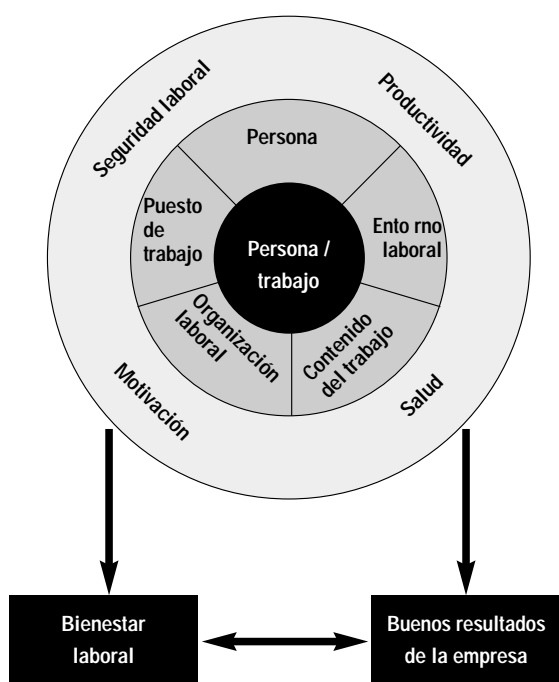 Seguridad laboral
Productividad
Persona
Puesto
de
trabajo
Ento rno
laboral
Persona /
trabajo
Organización
laboral
Contenido
del trabajo
Motivación
Salud
Bienestar
laboral
Buenos resultados
de la empresa